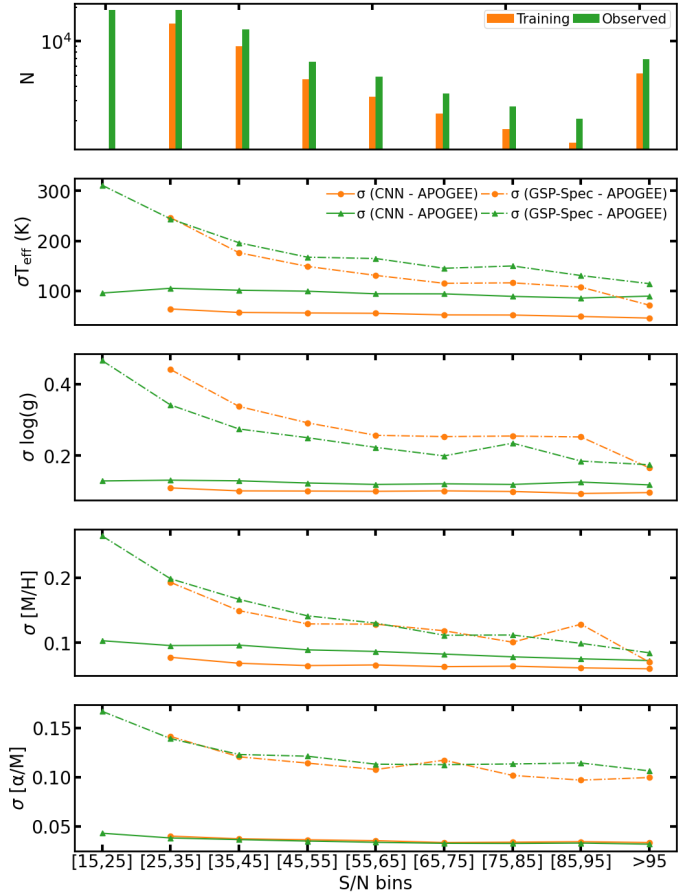 Training Observed
10⁴
N
σ (CNN - APOGEE) σ (GSP-Spec - APOGEE)
σ (CNN - APOGEE) σ (GSP-Spec - APOGEE)
300
200
100
σT_eff (K)
0.4
0.2
σ log(g)
0.2
0.1
σ [M/H]
0.15
0.10
0.05
σ [α/M]
[15,25] [25,35] [35,45] [45,55] [55,65] [65,75] [75,85] [85,95] >95
S/N bins